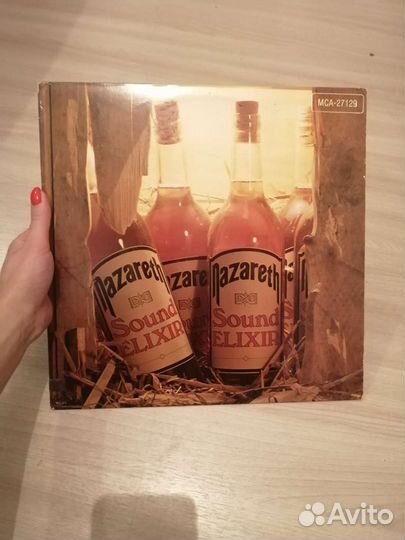 MCA-27129
Nazareth
Sound
ELIXIR
Nazareth
Sound
ELIXIR
Avito